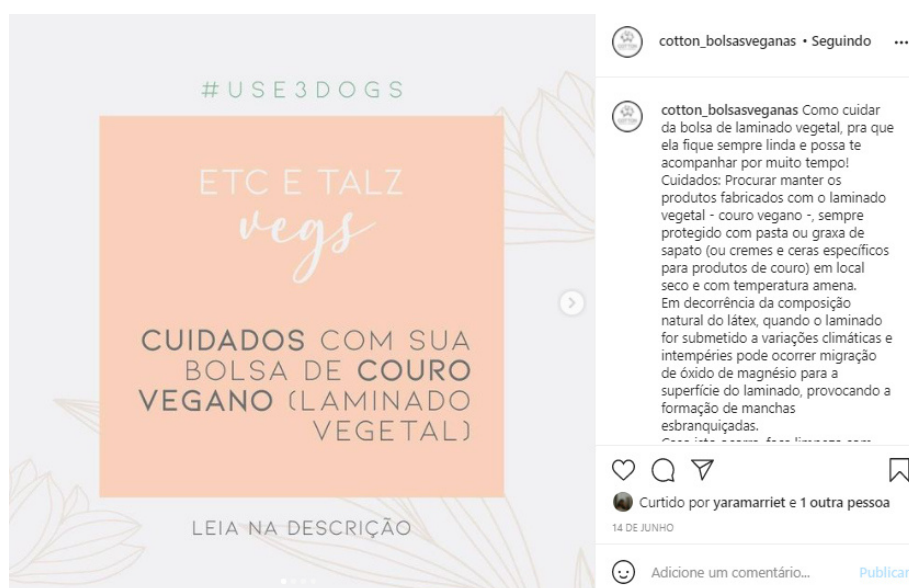 #USE3DOGS
ETC E TALZ
vegs
CUIDADOS COM SUA
BOLSA DE COURO
VEGANO (LAMINADO
VEGETAL)
LEIA NA DESCRIÇÃO
cotton_bolsasveganas • Seguindo
cotton_bolsasveganas Como cuidar
da bolsa de laminado vegetal, pra que
ela fique sempre linda e possa te
acompanhar por muito tempo!
Cuidados: Procurar manter os
produtos fabricados com o laminado
vegetal - couro vegano -, sempre
protegido com pasta ou graxa de
sapato (ou cremes e ceras específicos
para produtos de couro) em local
seco e com temperatura amena.
Em decorrência da composição
natural do látex, quando o laminado
for submetido a variações climáticas e
intempéries pode ocorrer migração
de óxido de magnésio para a
superfície do laminado, provocando a
formação de manchas
esbranquiçadas.
Curtido por yaramarriet e 1 outra pessoa
14 DE JUNHO
Adicione um comentário... Publicar